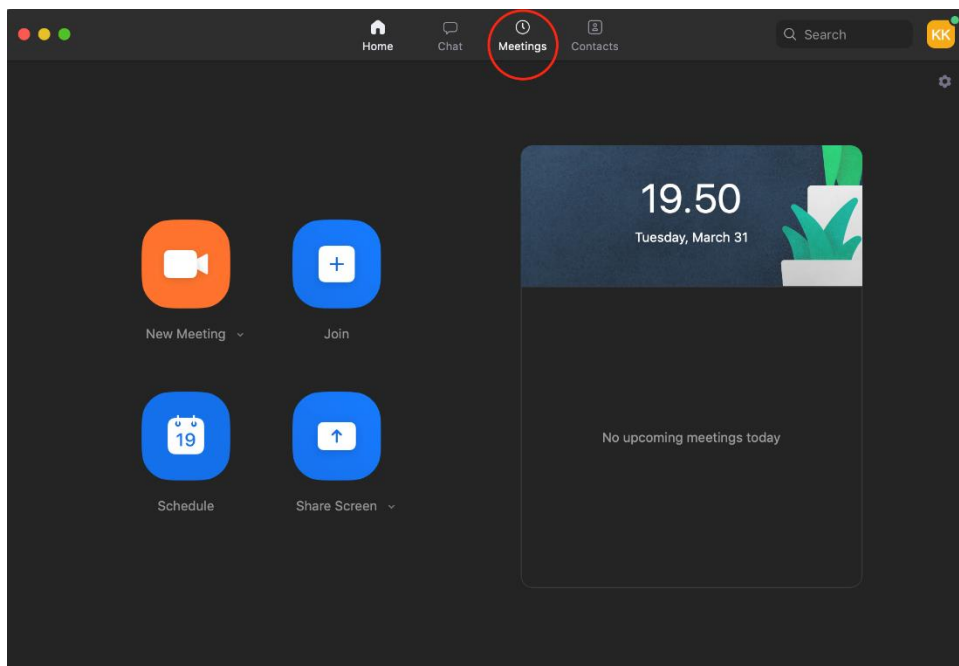 Home
Chat
Meetings
Contacts
Search
KK
19.50
Tuesday, March 31
New Meeting
Join
19
Schedule
Share Screen
No upcoming meetings today